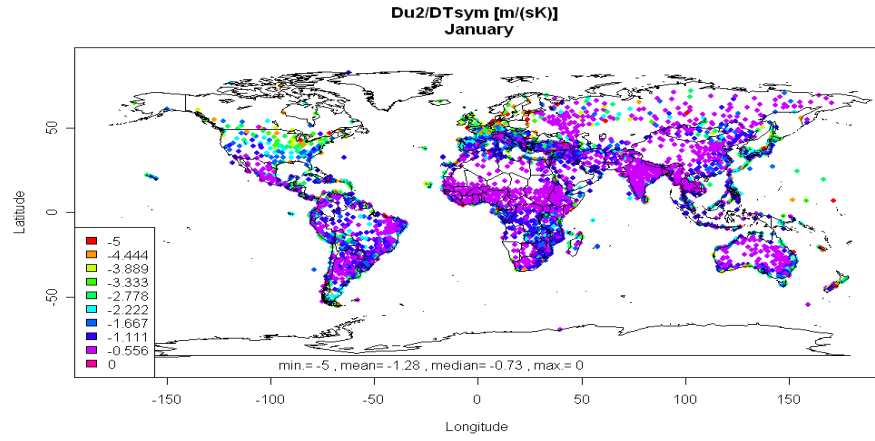 Du2/DTsym [m/(sK)]
January
Latitude
50
0
-50
-5
-4.444
-3.889
-3.333
-2.778
-2.222
-1.667
-1.111
-0.556
0
min.= -5 , mean= -1.28 , median= -0.73 , max.= 0
-150 -100 -50 0 50 100 150
Longitude